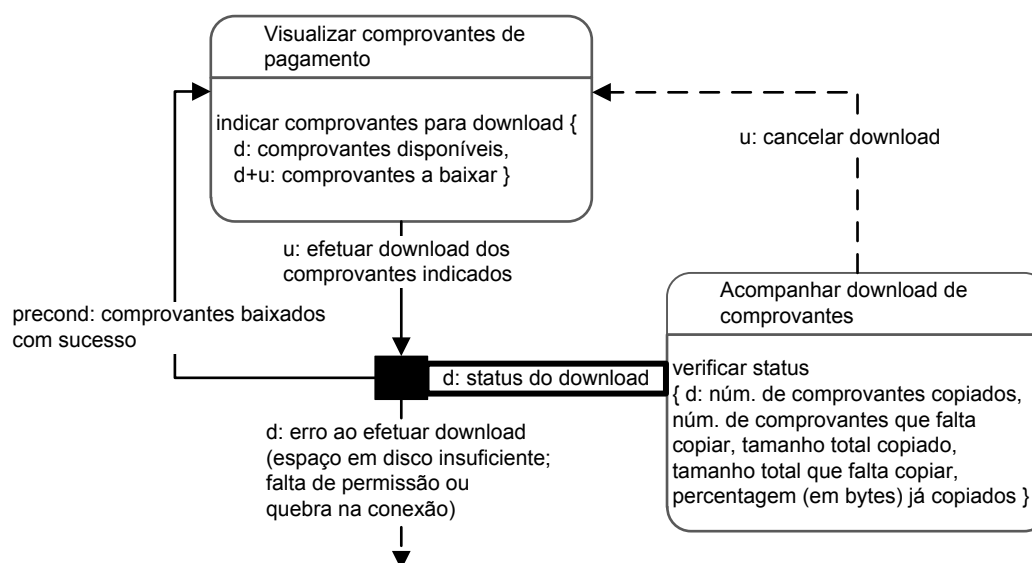 Visualizar comprovantes de
pagamento
indicar comprovantes para download {
d: comprovantes disponíveis,
d+u: comprovantes a baixar }
u: cancelar download
u: efetuar download dos
comprovantes indicados
precond: comprovantes baixados
com sucesso
d: status do download
Acompanhar download de
comprovantes
verificar status
{ d: núm. de comprovantes copiados,
núm. de comprovantes que falta
copiar, tamanho total copiado,
tamanho total que falta copiar,
percentagem (em bytes) já copiados }
d: erro ao efetuar download
(espaço em disco insuficiente;
falta de permissão ou
quebra na conexão)